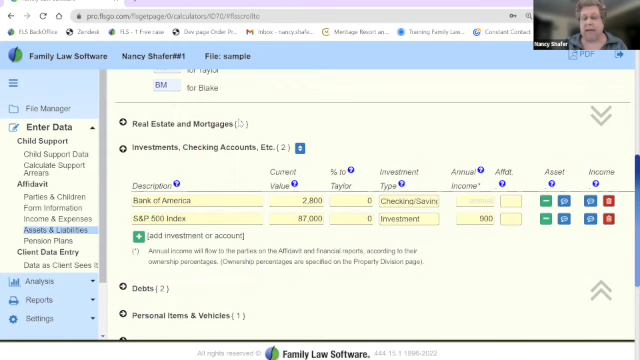 pro.flsgo.net/flsgetpage/0/calculators/ID70/#flsscrollto
FLS BackOffice
Zendesk
FLS - 1 Free case
Dev page Order pro...
Inbox
Meritage Resort an...
Training Family Law...
Constant Contact
Nancy Shafer
Family Law Software
Nancy Shafer##1
File: sample
PDF
for Taylor
BM
for Blake
File Manager
Enter Data
Child Support
Child Support Data
Calculate Support
Arrears
Affidavit
Parties & Children
Form Information
Income & Expenses
Assets & Liabilities
Pension Plans
Client Data Entry
Data as Client Sees It
Analysis
Reports
Settings
Real Estate and Mortgages
Investments, Checking Accounts, Etc. { 2 }
Description
Current
Value
% to
Taylor
Investment
Type
Annual
Income*
Affdt.
Asset
Income
Bank of America
2,800
0
Checking/Saving
S&P 500 Index
87,000
0
Investment
900
[add investment or account]
(*) Annual income will flow to the parties on the Affidavit and financial reports, according to their
ownership percentages. (Ownership percentages are specified on the Property Division page).
Debts { 2 }
Personal Items & Vehicles { 1 }
All rights reserved ©
Family Law Software.
444.15.1 1996-2022